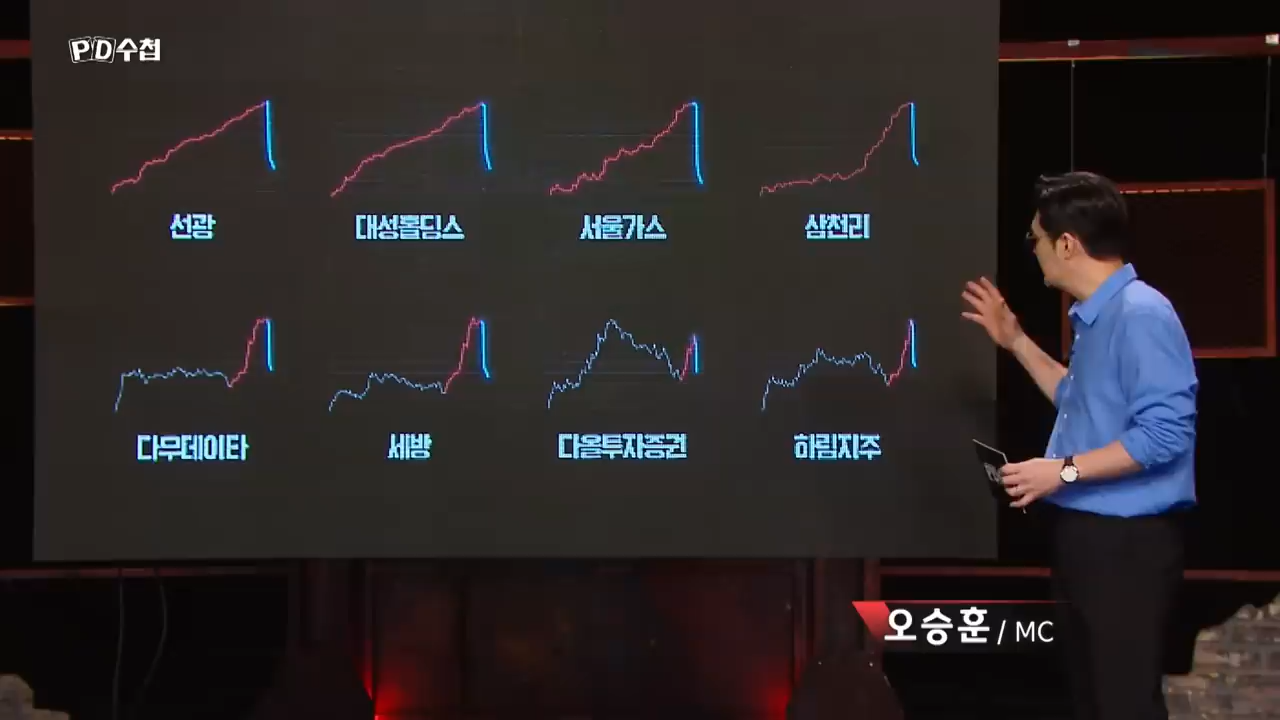 PD수첩
선광
대성홀딩스
서울가스
삼천리
다우데이타
세방
다올투자증권
하림지주
오승훈 / MC